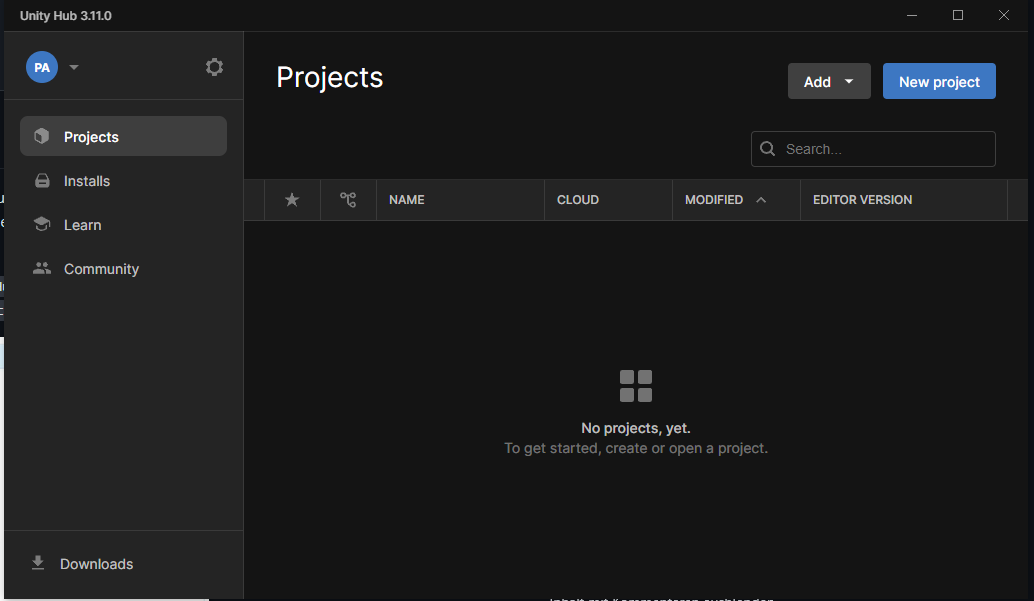 Unity Hub 3.11.0
PA
Projects
Add
New project
Projects
Search...
Installs
NAME
CLOUD
MODIFIED
EDITOR VERSION
Learn
Community
No projects, yet.
To get started, create or open a project.
Downloads